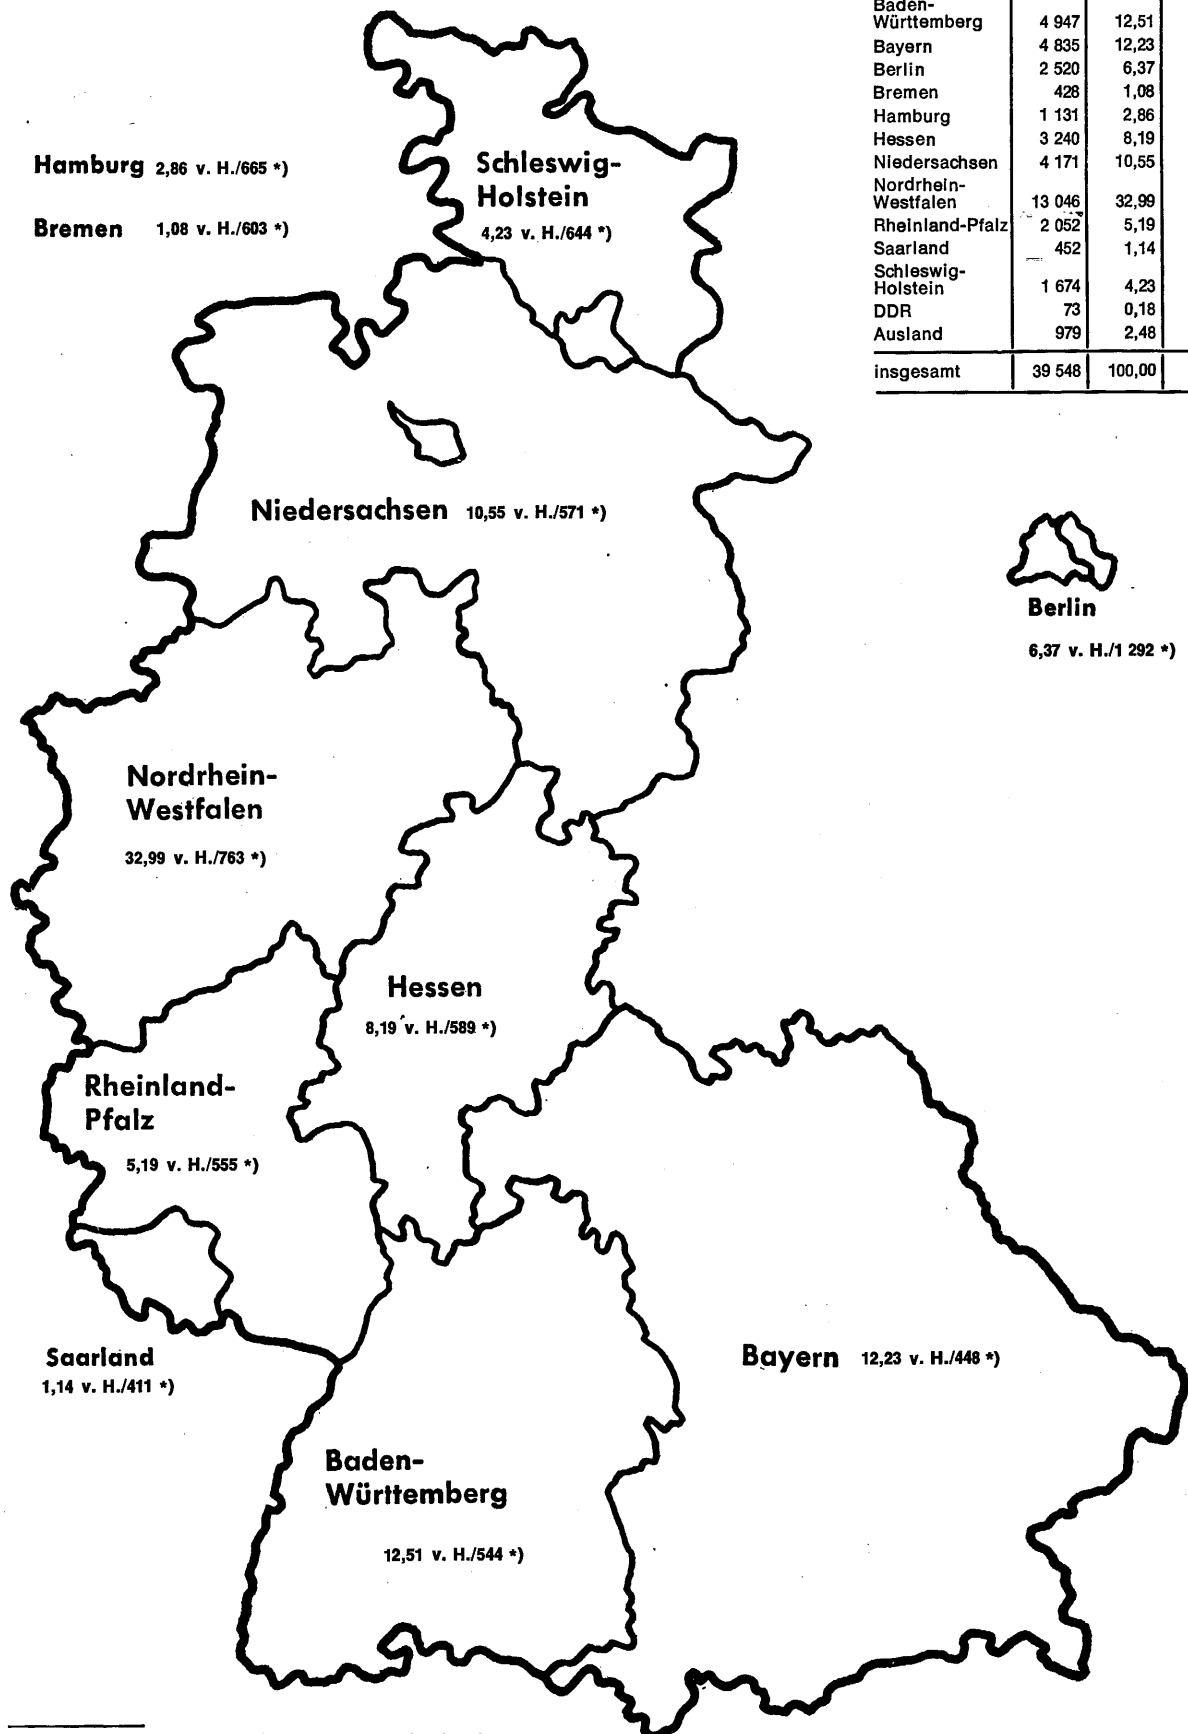 Baden-
Württemberg 4 947 12,51
Bayern 4 835 12,23
Berlin 2 520 6,37
Bremen 428 1,08
Hamburg 1 131 2,86
Hessen 3 240 8,19
Niedersachsen 4 171 10,55
Nordrhein-
Westfalen 13 046 32,99
Rheinland-Pfalz 2 052 5,19
Saarland 452 1,14
Schleswig-
Holstein 1 674 4,23
DDR 73 0,18
Ausland 979 2,48
insgesamt 39 548 100,00
Hamburg 2,86 v. H./665 *)
Bremen 1,08 v. H./603 *)
Schleswig-
Holstein
4,23 v. H./644 *)
Niedersachsen 10,55 v. H./571 *)
Berlin
6,37 v. H./1 292 *)
Nordrhein-
Westfalen
32,99 v. H./763 *)
Hessen
8,19 v. H./589 *)
Rheinland-
Pfalz
5,19 v. H./555 *)
Saarland
1,14 v. H./411 *)
Bayern 12,23 v. H./448 *)
Baden-
Württemberg
12,51 v. H./544 *)